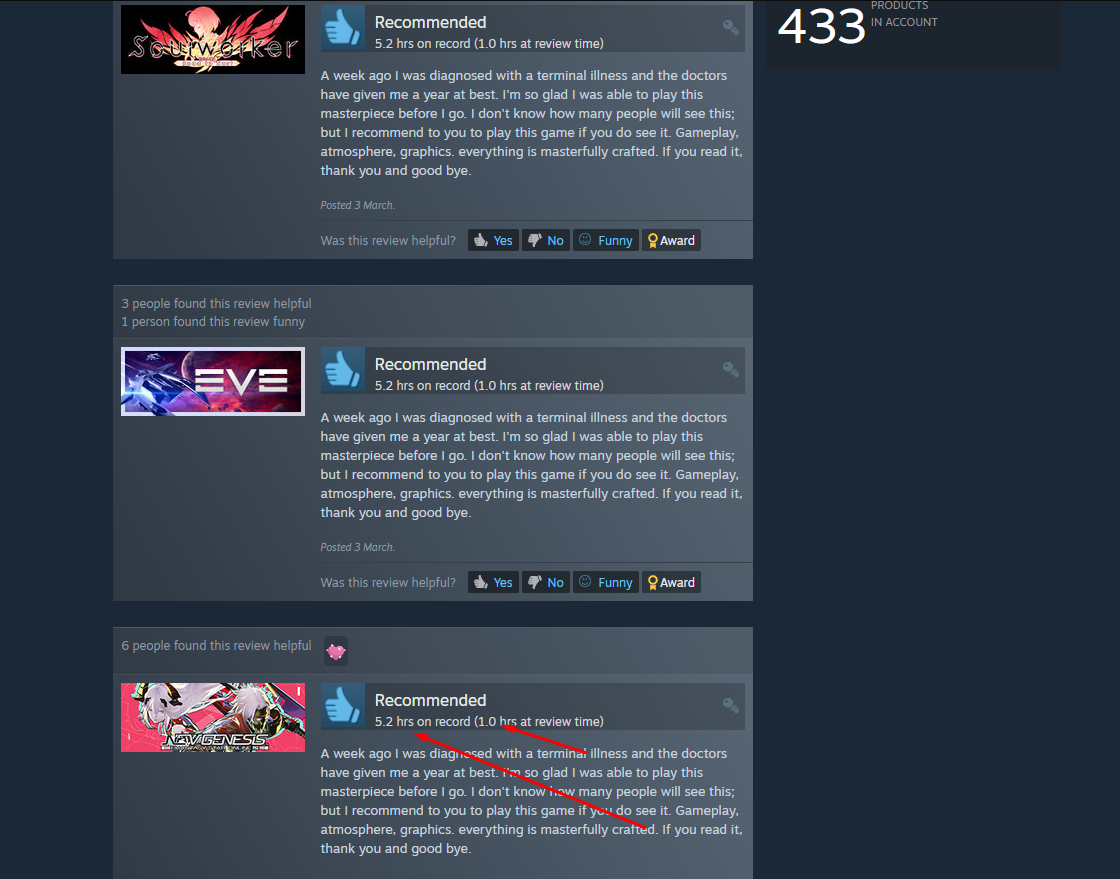 PRODUCTS
433
IN ACCOUNT
SoulWorker
Recommended
5.2 hrs on record (1.0 hrs at review time)
A week ago I was diagnosed with a terminal illness and the doctors
have given me a year at best. I'm so glad I was able to play this
masterpiece before I go. I don't know how many people will see this;
but I recommend to you to play this game if you do see it. Gameplay,
atmosphere, graphics. everything is masterfully crafted. If you read it,
thank you and good bye.
Posted 3 March.
Was this review helpful?
Yes
No
Funny
Award
3 people found this review helpful
1 person found this review funny
EVE
Recommended
5.2 hrs on record (1.0 hrs at review time)
A week ago I was diagnosed with a terminal illness and the doctors
have given me a year at best. I'm so glad I was able to play this
masterpiece before I go. I don't know how many people will see this;
but I recommend to you to play this game if you do see it. Gameplay,
atmosphere, graphics. everything is masterfully crafted. If you read it,
thank you and good bye.
Posted 3 March.
Was this review helpful?
Yes
No
Funny
Award
6 people found this review helpful
NEW GENESIS
Recommended
5.2 hrs on record (1.0 hrs at review time)
A week ago I was diagnosed with a terminal illness and the doctors
have given me a year at best. I'm so glad I was able to play this
masterpiece before I go. I don't know how many people will see this;
but I recommend to you to play this game if you do see it. Gameplay,
atmosphere, graphics. everything is masterfully crafted. If you read it,
thank you and good bye.